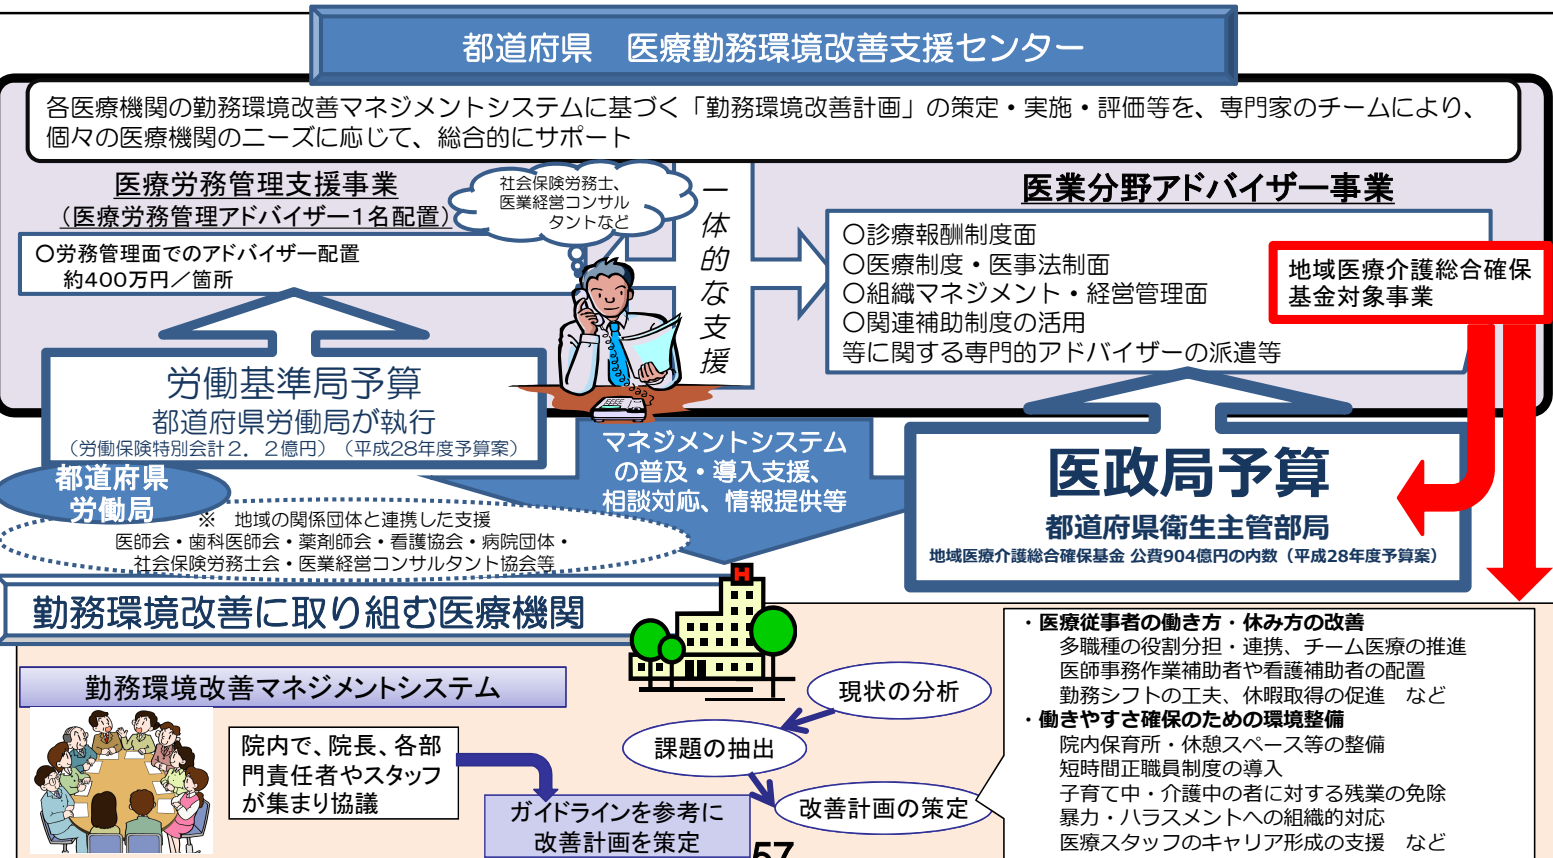 都道府県　医療勤務環境改善支援センター
各医療機関の勤務環境改善マネジメントシステムに基づく「勤務環境改善計画」の策定・実施・評価等を、専門家のチームにより、
個々の医療機関のニーズに応じて、総合的にサポート
医療労務管理支援事業
（医療労務管理アドバイザー1名配置）
社会保険労務士、
医業経営コンサル
タントなど
〇労務管理面でのアドバイザー配置
約400万円／箇所
一体的な支援
医業分野アドバイザー事業
〇診療報酬制度面
〇医療制度・医事法制面
〇組織マネジメント・経営管理面
〇関連補助制度の活用
等に関する専門的アドバイザーの派遣等
地域医療介護総合確保
基金対象事業
労働基準局予算
都道府県労働局が執行
（労働保険特別会計２．２億円）（平成28年度予算案）
都道府県
労働局
マネジメントシステム
の普及・導入支援、
相談対応、情報提供等
医政局予算
都道府県衛生主管部局
地域医療介護総合確保基金 公費904億円の内数（平成28年度予算案）
※　地域の関係団体と連携した支援
医師会・歯科医師会・薬剤師会・看護協会・病院団体・
社会保険労務士会・医業経営コンサルタント協会等
勤務環境改善に取り組む医療機関
H
勤務環境改善マネジメントシステム
院内で、院長、各部
門責任者やスタッフ
が集まり協議
ガイドラインを参考に
改善計画を策定
現状の分析
課題の抽出
改善計画の策定
・医療従事者の働き方・休み方の改善
多職種の役割分担・連携、チーム医療の推進
医師事務作業補助者や看護補助者の配置
勤務シフトの工夫、休暇取得の促進　など
・働きやすさ確保のための環境整備
院内保育所・休憩スペース等の整備
短時間正職員制度の導入
子育て中・介護中の者に対する残業の免除
暴力・ハラスメントへの組織的対応
医療スタッフのキャリア形成の支援　など
57